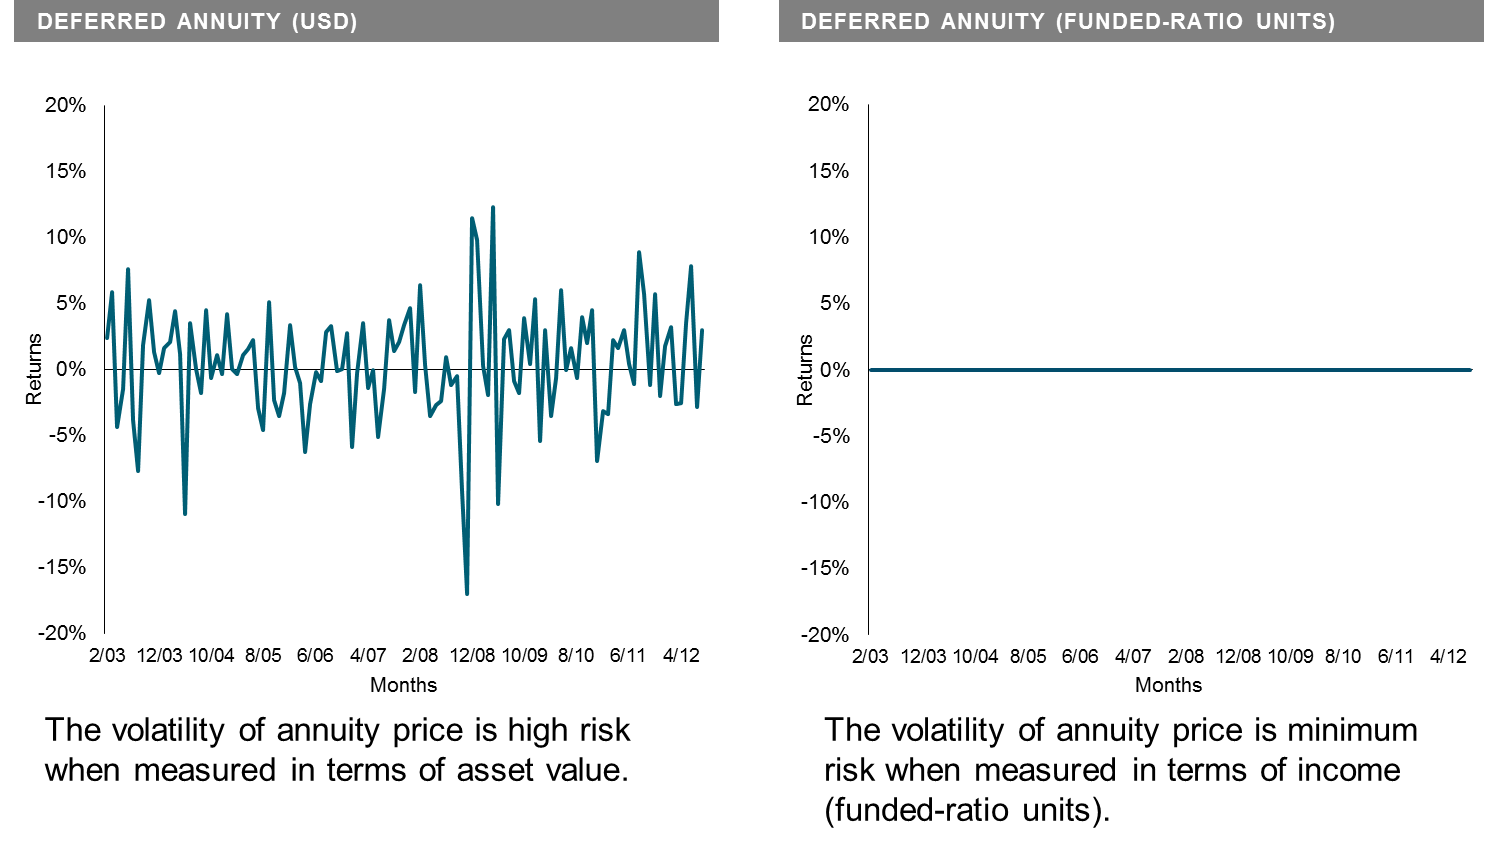 DEFERRED ANNUITY (USD)
20%
15%
10%
5%
0%
-5%
-10%
-15%
-20%
Returns
2/03 12/03 10/04 8/05 6/06 4/07 2/08 12/08 10/09 8/10 6/11 4/12
Months
The volatility of annuity price is high risk
when measured in terms of asset value.
DEFERRED ANNUITY (FUNDED-RATIO UNITS)
20%
15%
10%
5%
0%
-5%
-10%
-15%
-20%
Returns
2/03 12/03 10/04 8/05 6/06 4/07 2/08 12/08 10/09 8/10 6/11 4/12
Months
The volatility of annuity price is minimum
risk when measured in terms of income
(funded-ratio units).